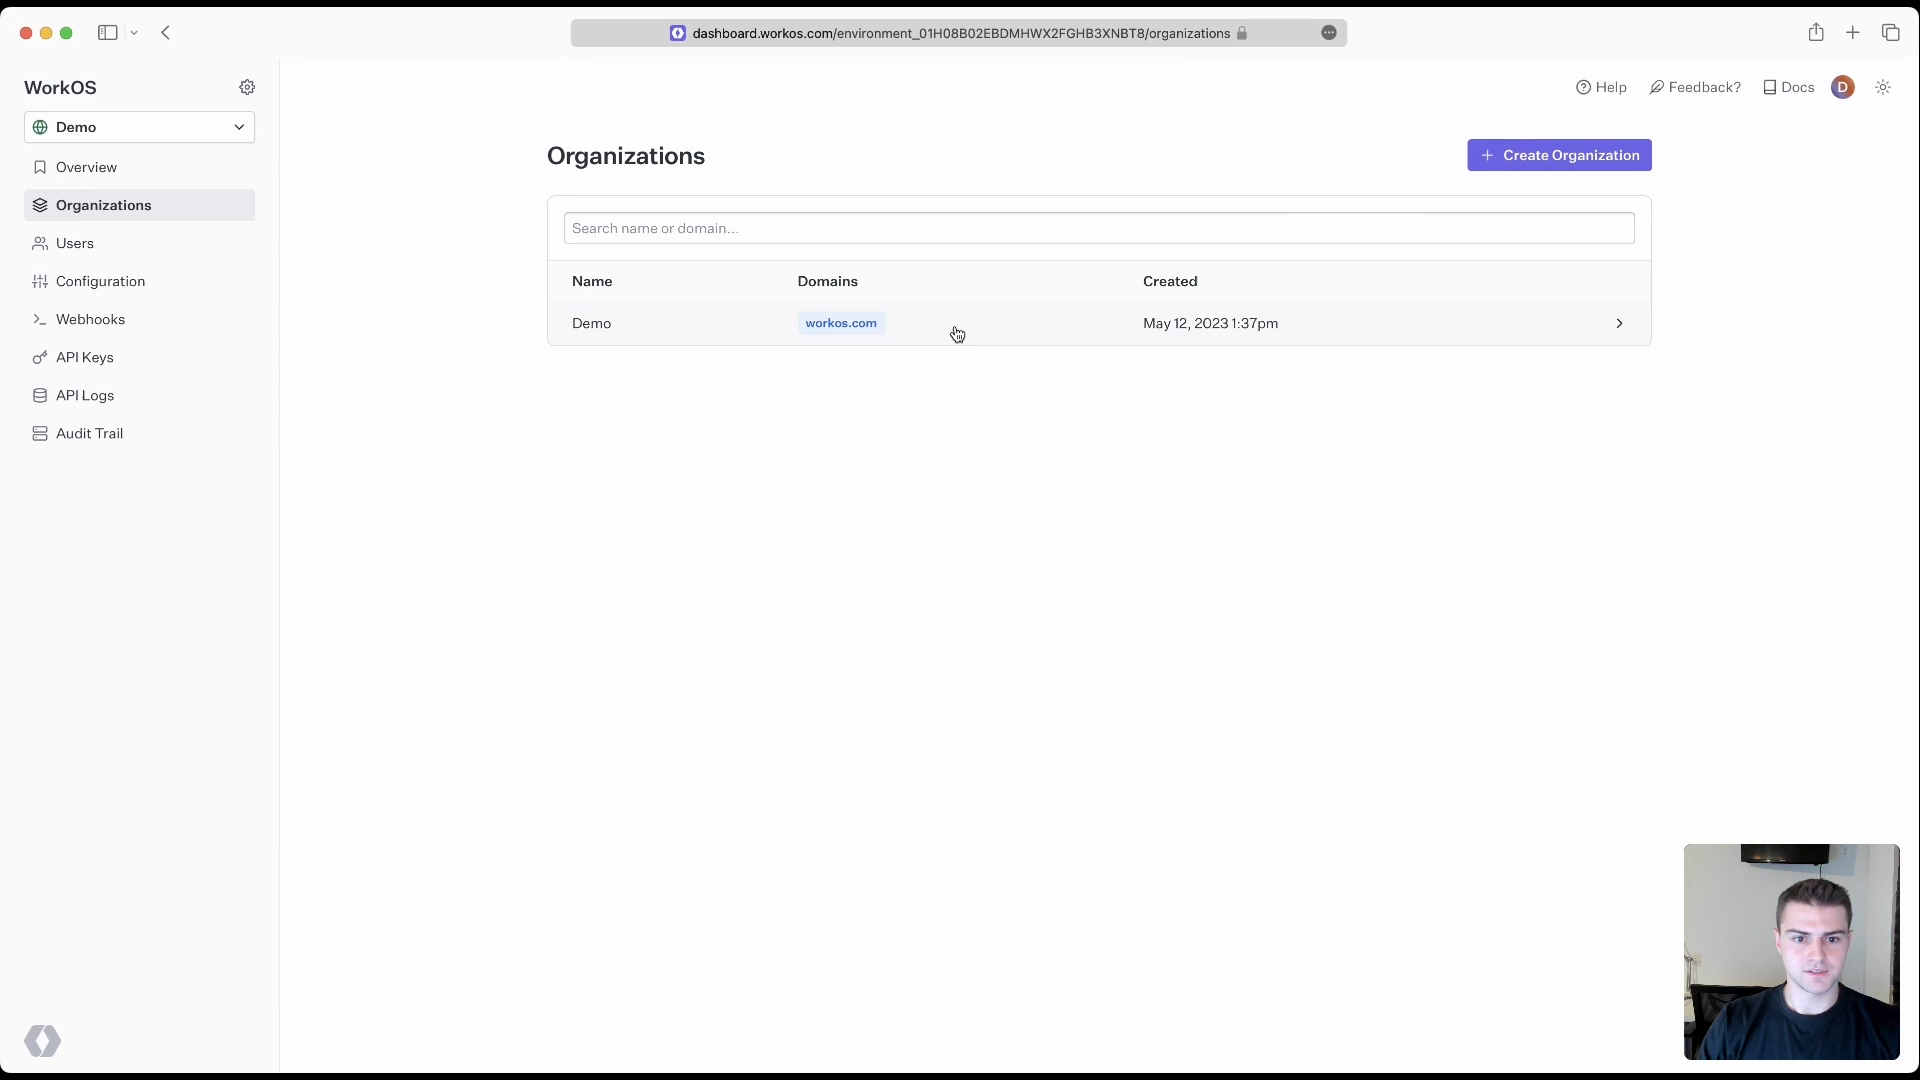 dashboard.workos.com/environment_01H08B02EBDMHWX2FGHB3XNBT8/organizations
WorkOS
Help
Feedback?
Docs
D
Demo
Overview
Organizations
Users
Configuration
Webhooks
API Keys
API Logs
Audit Trail
Organizations
Create Organization
Search name or domain...
Name Domains Created
Demo workos.com May 12, 2023 1:37pm